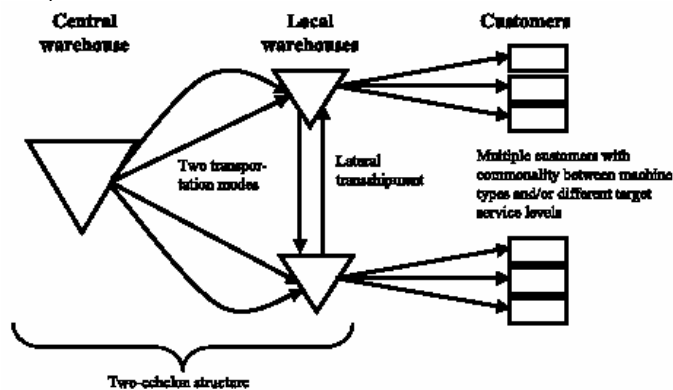 Central
warehouse
Local
warehouses
Customers
Two transpor-
tation modes
Lateral
transhipment
Multiple customers with
commonality between machine
types and/or different target
service levels
Two-echelon structure